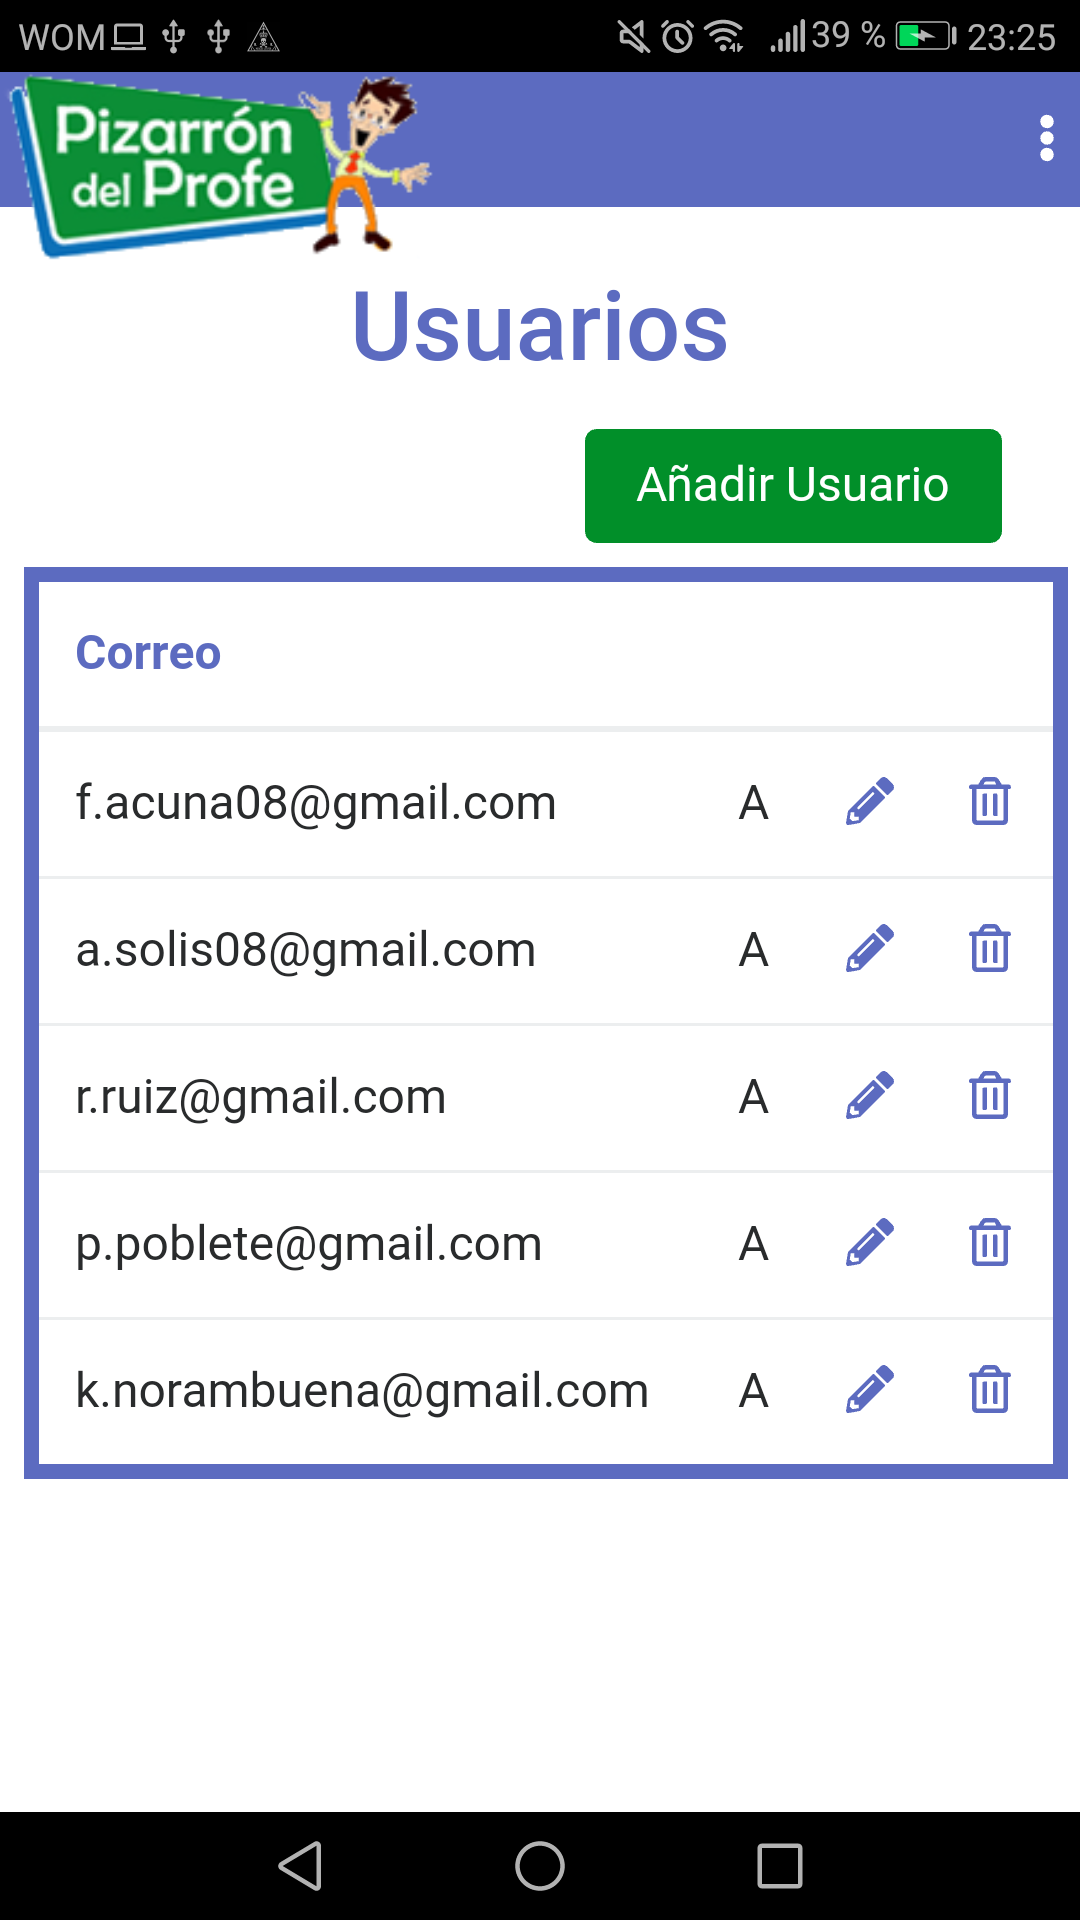 WOM 39 % 23:25
Pizarrón
del Profe
Usuarios
Añadir Usuario
Correo
f.acuna08@gmail.com A
a.solis08@gmail.com A
r.ruiz@gmail.com A
p.poblete@gmail.com A
k.norambuena@gmail.com A